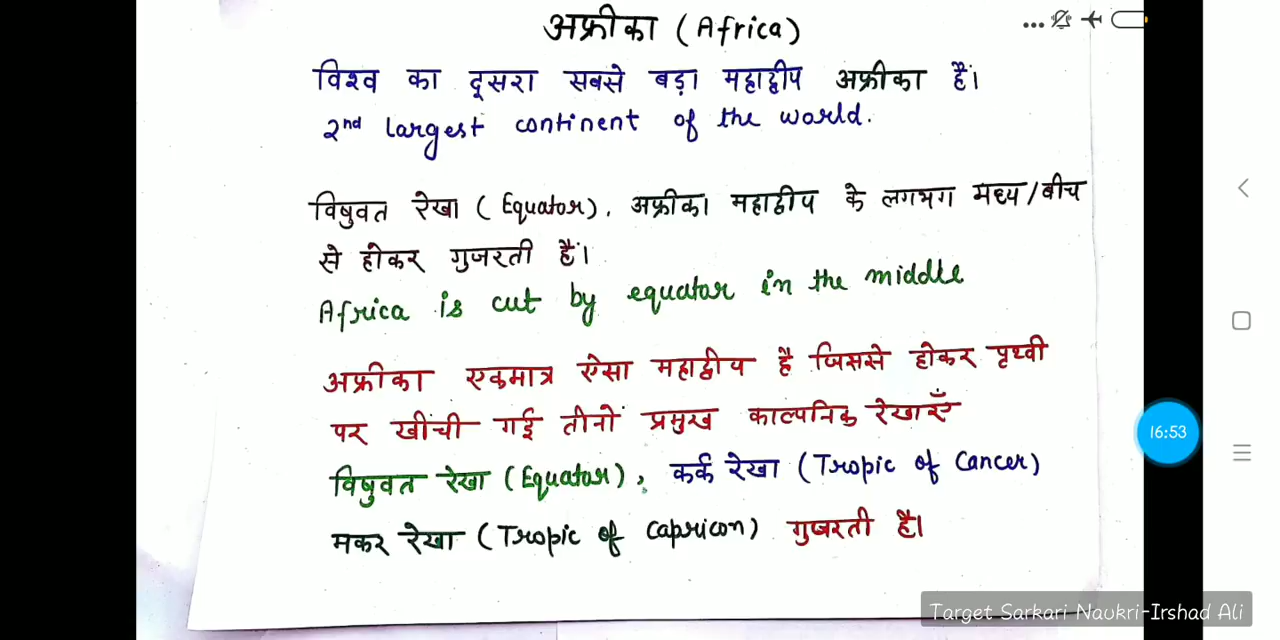 अफ्रीका (Africa)
विश्व का दूसरा सबसे बड़ा महाद्वीप अफ्रीका है।
2nd largest continent of the world.
विषुवत रेखा (Equator), अफ्रीका महाद्वीप के लगभग मध्य/बीच
से होकर गुजरती है।
Africa is cut by equator in the middle
अफ्रीका एकमात्र ऐसा महाद्वीप है जिससे होकर पृथ्वी
पर खींची गई तीनों प्रमुख काल्पनिक रेखाएँ
विषुवत रेखा (Equator), कर्क रेखा (Tropic of Cancer)
मकर रेखा (Tropic of Capricon) गुजरती है।
16:53
Target Sarkari Naukri-Irshad Ali